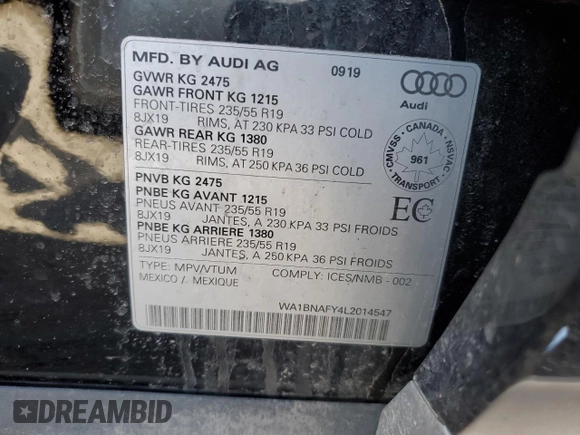 MFD. BY AUDI AG 0919
GVWR KG 2475
GAWR FRONT KG 1215
FRONT-TIRES 235/55 R19
8JX19 RIMS, AT 230 KPA 33 PSI COLD
GAWR REAR KG 1380
REAR-TIRES 235/55 R19
8JX19 RIMS, AT 250 KPA 36 PSI COLD
PNVB KG 2475
PNBE KG AVANT 1215
PNEUS AVANT 235/55 R19
8JX19 JANTES, A 230 KPA 33 PSI FROIDS
PNBE KG ARRIERE 1380
PNEUS ARRIERE 235/55 R19
8JX19 JANTES, A 250 KPA 36 PSI FROIDS
TYPE: MPV/VTUM COMPLY: ICES/NMB - 002
MEXICO /. MEXIQUE
WA1BNAFY4L2014547
Audi
CMVSS - CANADA - NSVAC
961
TRANSPORT
EC
DREAMBID